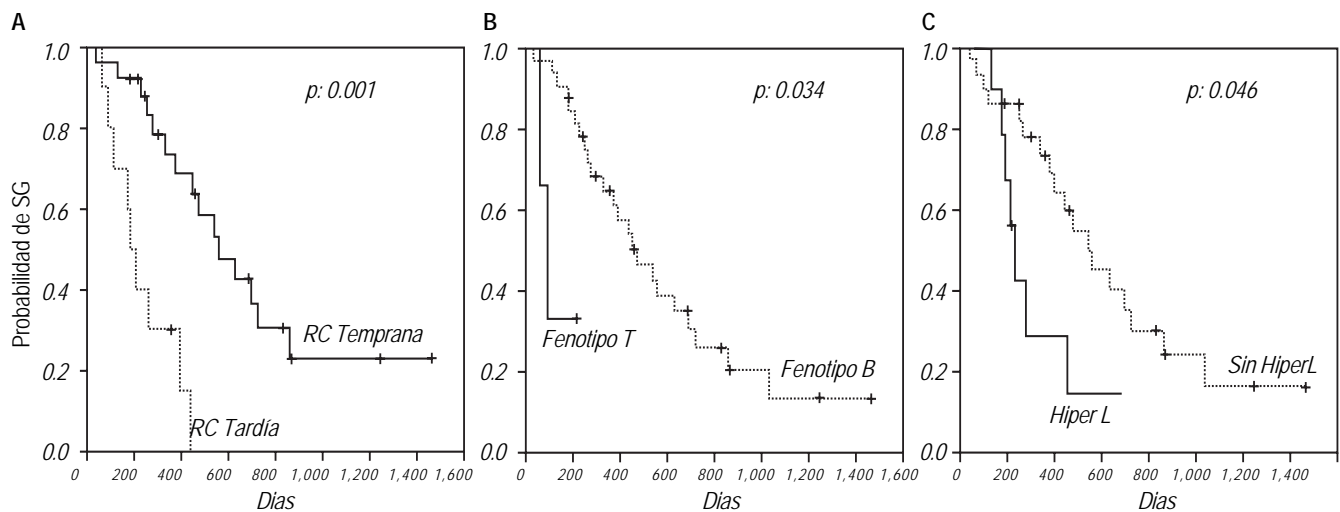 A
B
C
Probabilidad de SG
1.0
0.8
0.6
0.4
0.2
0.0
p: 0.001
RC Temprana
RC Tardía
0 200 400 600 800 1,000 1,200 1,400 1,600
Dias
1.0
0.8
0.6
0.4
0.2
0.0
p: 0.034
Fenotipo T
Fenotipo B
0 200 400 600 800 1,000 1,200 1,400 1,600
Dias
1.0
0.8
0.6
0.4
0.2
0.0
p: 0.046
Sin HiperL
Hiper L
0 200 400 600 800 1,000 1,200 1,400 1,600
Dias